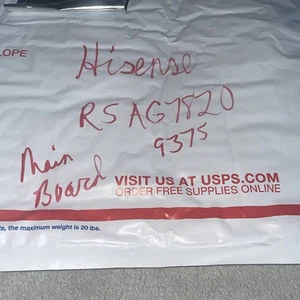 LOPE
Hisense
RSAG7820
9375
Main
Board
VISIT US AT USPS.COM
ORDER FREE SUPPLIES ONLINE
ts, the maximum weight is 20 lbs.